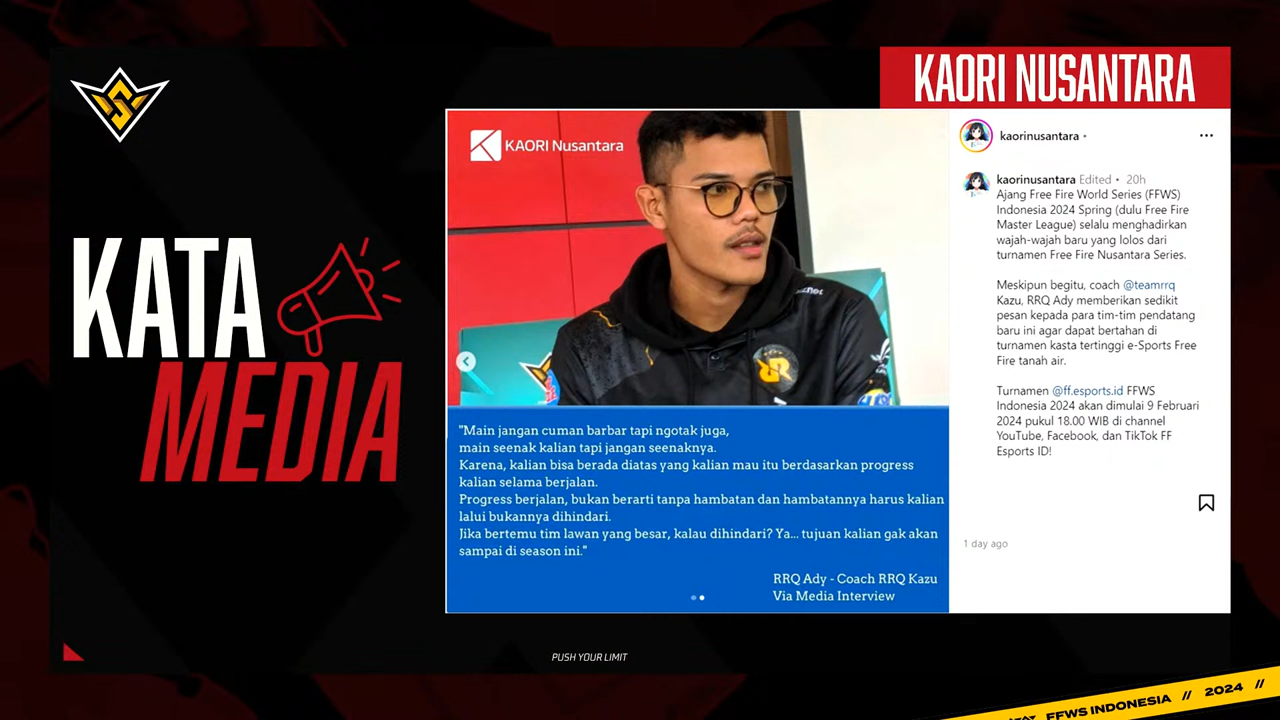 KAORI NUSANTARA
KATA
MEDIA
KAORI Nusantara
"Main jangan cuman barbar tapi ngotak juga,
main seenak kalian tapi jangan seenaknya.
Karena, kalian bisa berada diatas yang kalian mau itu berdasarkan progress
kalian selama berjalan.
Progress berjalan, bukan berarti tanpa hambatan dan hambatannya harus kalian
lalui bukannya dihindari.
Jika bertemu tim lawan yang besar, kalau dihindari? Ya... tujuan kalian gak akan
sampai di season ini."
RRQ Ady - Coach RRQ Kazu
Via Media Interview
kaorinusantara •
kaorinusantara Edited • 20h
Ajang Free Fire World Series (FFWS)
Indonesia 2024 Spring (dulu Free Fire
Master League) selalu menghadirkan
wajah-wajah baru yang lolos dari
turnamen Free Fire Nusantara Series.
Meskipun begitu, coach @teamrrq
Kazu, RRQ Ady memberikan sedikit
pesan kepada para tim-tim pendatang
baru ini agar dapat bertahan di
turnamen kasta tertinggi e-Sports Free
Fire tanah air.
Turnamen @ff.esports.id FFWS
Indonesia 2024 akan dimulai 9 Februari
2024 pukul 18.00 WIB di channel
YouTube, Facebook, dan TikTok FF
Esports ID!
1 day ago
PUSH YOUR LIMIT
FFWS INDONESIA // 2024 //